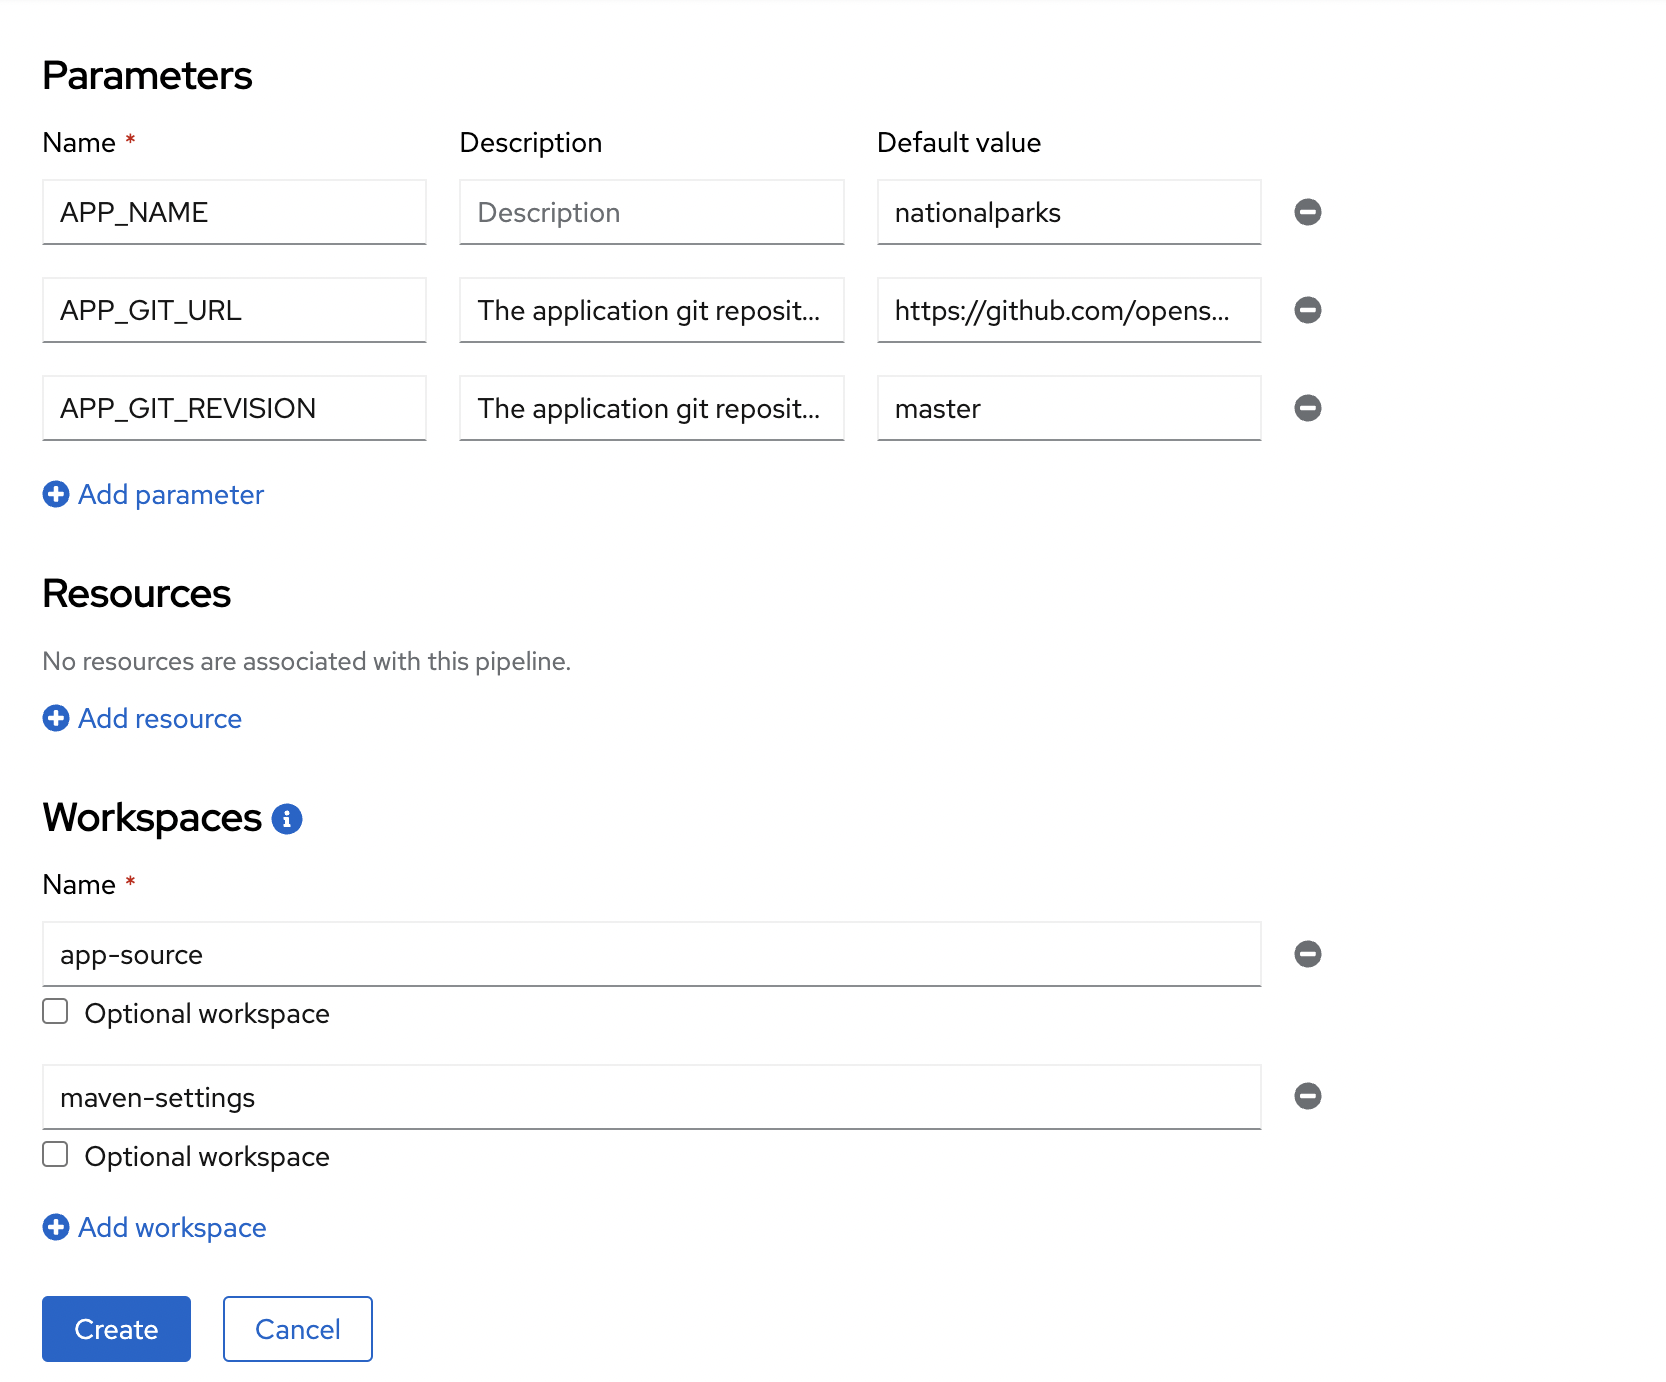 Parameters
Name * Description Default value
APP_NAME Description nationalparks
APP_GIT_URL The application git reposit... https://github.com/opens...
APP_GIT_REVISION The application git reposit... master
Add parameter
Resources
No resources are associated with this pipeline.
Add resource
Workspaces
Name *
app-source
Optional workspace
maven-settings
Optional workspace
Add workspace
Create Cancel